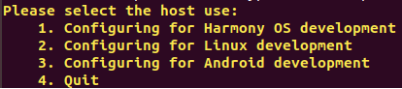 Please select the host use:
1. Configuring for Harmony OS development
2. Configuring for Linux development
3. Configuring for Android development
4. Quit